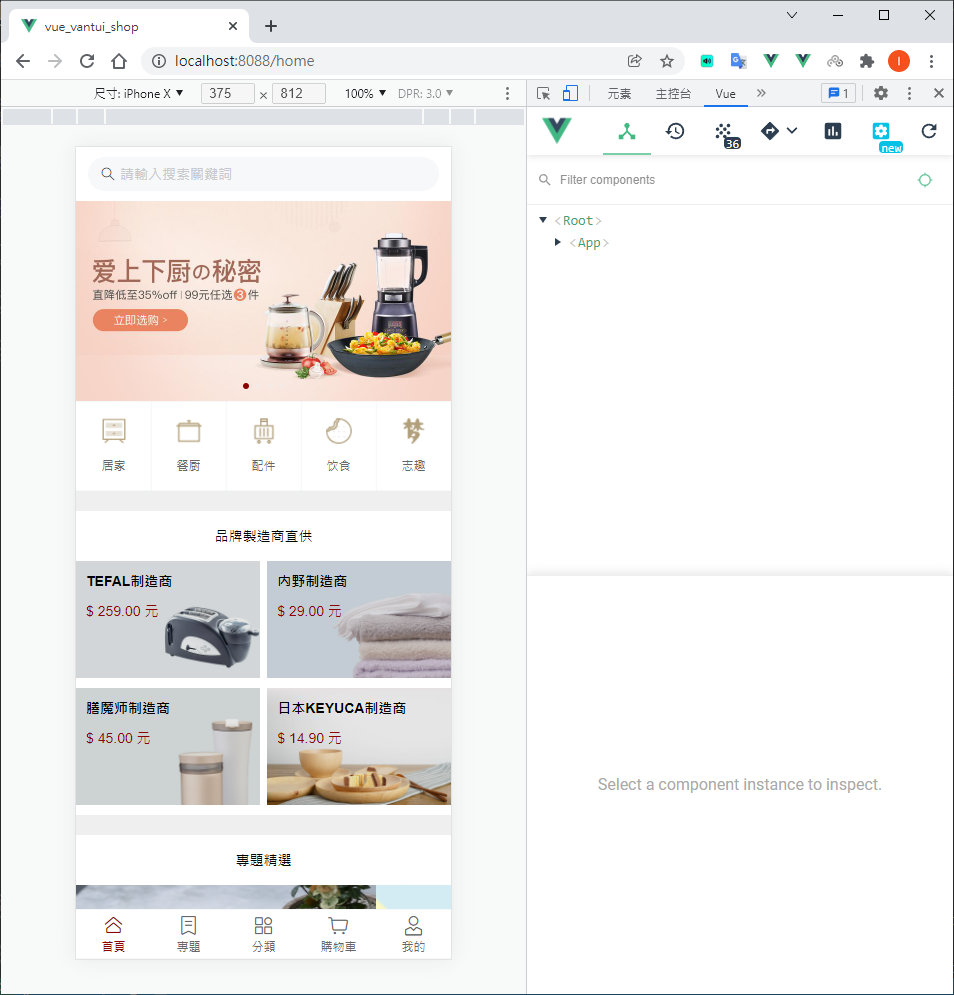 vue_vantui_shop
localhost:8088/home
I
尺寸: iPhone X ▼
375 × 812
100% ▼
DPR: 3.0 ▼
元素
主控台
Vue
»
1
36
new
請輸入搜索關鍵詞
爱上下厨の秘密
直降低至35%off | 99元任选3件
立即选购 >
居家
餐厨
配件
饮食
志趣
品牌製造商直供
TEFAL制造商
$ 259.00 元
内野制造商
$ 29.00 元
膳魔师制造商
$ 45.00 元
日本KEYUCA制造商
$ 14.90 元
專題精選
首頁
專題
分類
購物車
我的
Filter components
<Root>
<App>
Select a component instance to inspect.